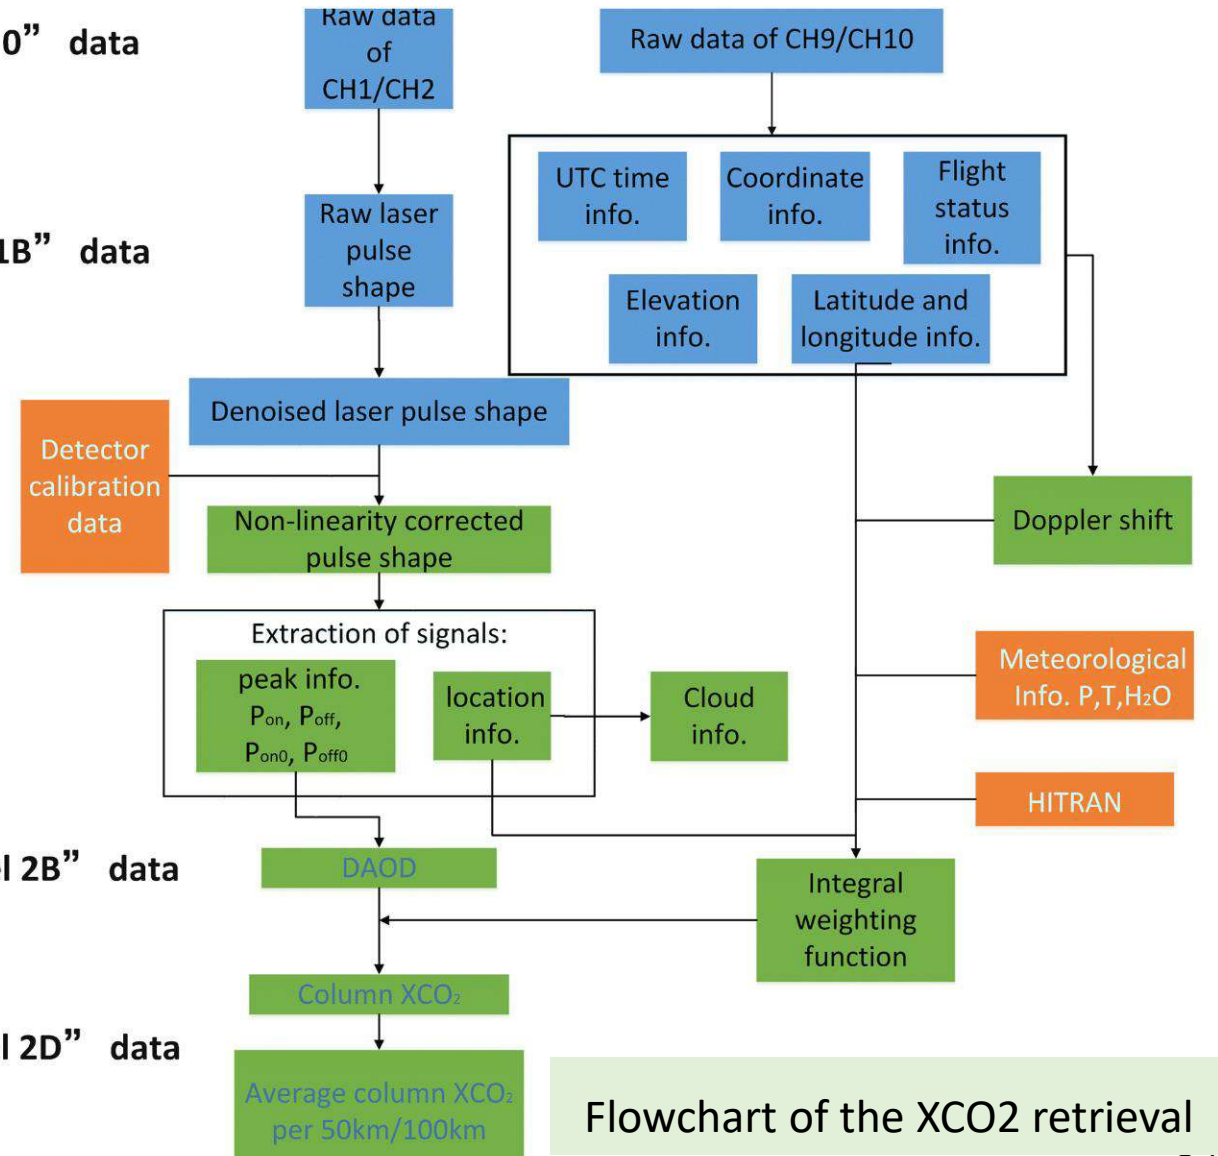 0” data
Raw data
of
CH1/CH2
Raw data of CH9/CH10
UTC time
info.
Coordinate
info.
Flight
status
info.
1B” data
Raw laser
pulse
shape
Elevation
info.
Latitude and
longitude info.
Denoised laser pulse shape
Detector
calibration
data
Non-linearity corrected
pulse shape
Doppler shift
Extraction of signals:
peak info.
Pon, Poff,
Pon0, Poff0
location
info.
Cloud
info.
Meteorological
Info. P,T,H2O
HITRAN
l 2B” data
DAOD
Integral
weighting
function
Column XCO2
l 2D” data
Average column XCO2
per 50km/100km
Flowchart of the XCO2 retrieval